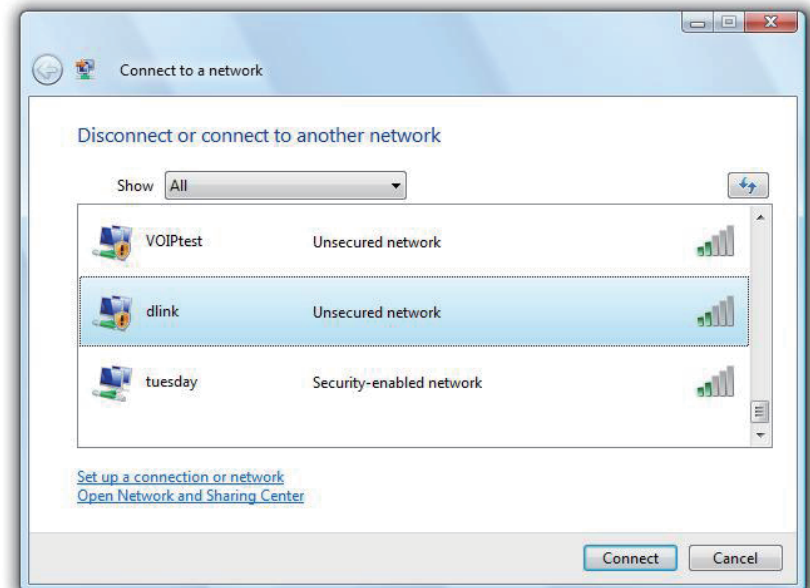 Connect to a network
Disconnect or connect to another network
Show All
VOIPtest Unsecured network
dlink Unsecured network
tuesday Security-enabled network
Set up a connection or network
Open Network and Sharing Center
Connect Cancel